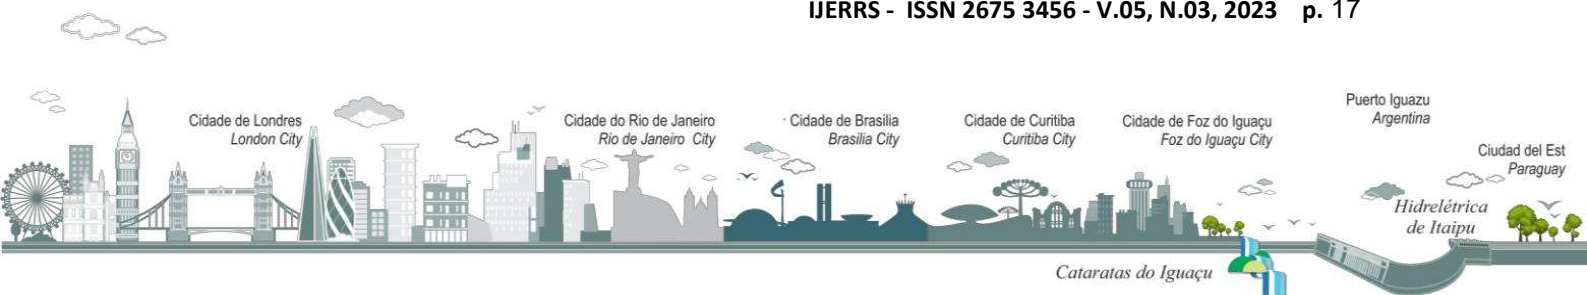 IJERRS - ISSN 2675 3456 - V.05, N.03, 2023 p. 17
Cidade de Londres
London City
Cidade do Rio de Janeiro
Rio de Janeiro City
Cidade de Brasilia
Brasilia City
Cidade de Curitiba
Curitiba City
Cidade de Foz do Iguaçu
Foz do Iguaçu City
Puerto Iguazu
Argentina
Ciudad del Est
Paraguay
Hidrelétrica
de Itaipu
Cataratas do Iguaçu